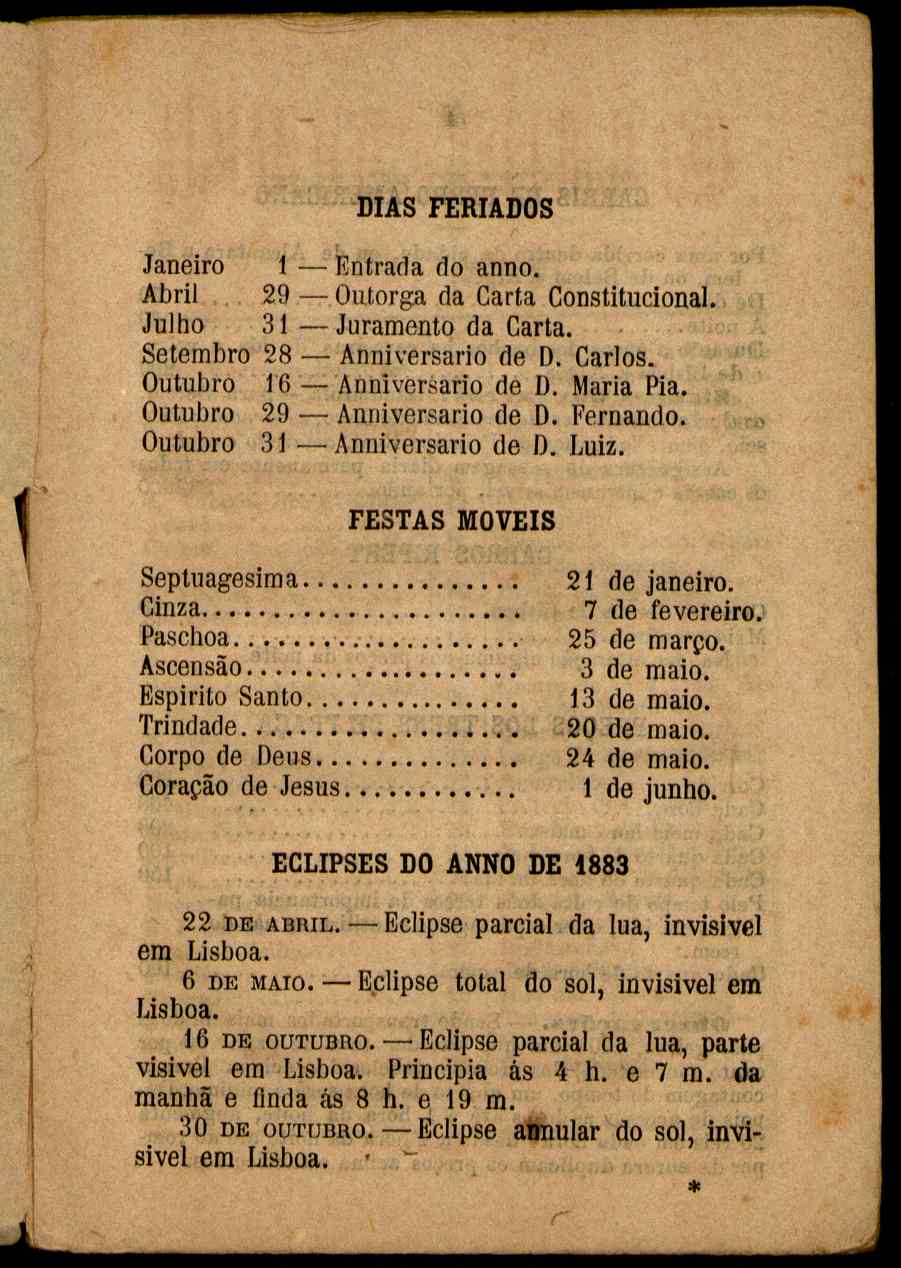 DIAS FERIADOS
Janeiro 1 — Entrada do anno.
Abril 29 — Outorga da Carta Constitucional.
Julho 31 — Juramento da Carta.
Setembro 28 — Anniversario de D. Carlos.
Outubro 16 — Anniversario de D. Maria Pia.
Outubro 29 — Anniversario de D. Fernando.
Outubro 31 — Anniversario de D. Luiz.
FESTAS MOVEIS
Septuagesima............... 21 de janeiro.
Cinza...................... 7 de fevereiro.
Paschoa.................... 25 de março.
Ascensão................... 3 de maio.
Espirito Santo............... 13 de maio.
Trindade................... 20 de maio.
Corpo de Deus.............. 24 de maio.
Coração de Jesus............ 1 de junho.
ECLIPSES DO ANNO DE 1883
22 DE ABRIL. — Eclipse parcial da lua, invisivel
em Lisboa.
6 DE MAIO. — Eclipse total do sol, invisivel em
Lisboa.
16 DE OUTUBRO. — Eclipse parcial da lua, parte
visivel em Lisboa. Principia ás 4 h. e 7 m. da
manhã e finda ás 8 h. e 19 m.
30 DE OUTUBRO. — Eclipse annular do sol, invi-
sivel em Lisboa.
*